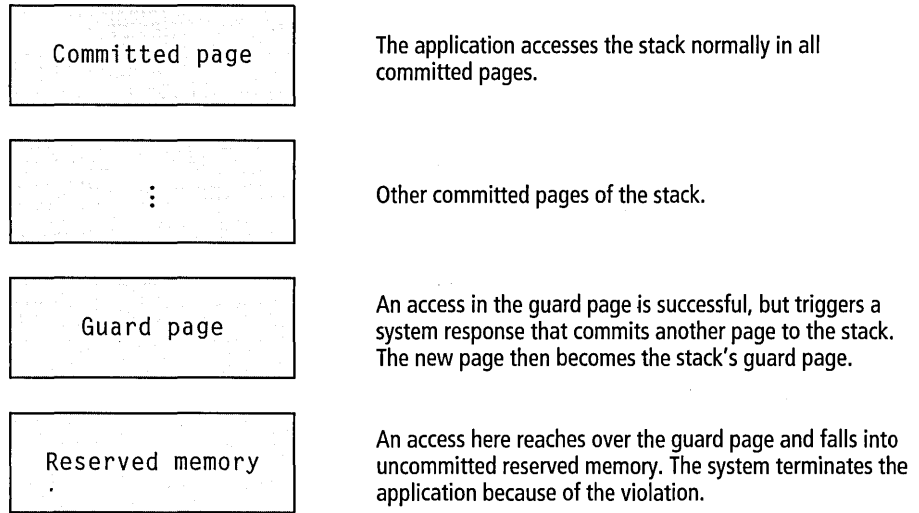 Committed page
The application accesses the stack normally in all
committed pages.
⋮
Other committed pages of the stack.
Guard page
An access in the guard page is successful, but triggers a
system response that commits another page to the stack.
The new page then becomes the stack's guard page.
Reserved memory
An access here reaches over the guard page and falls into
uncommitted reserved memory. The system terminates the
application because of the violation.